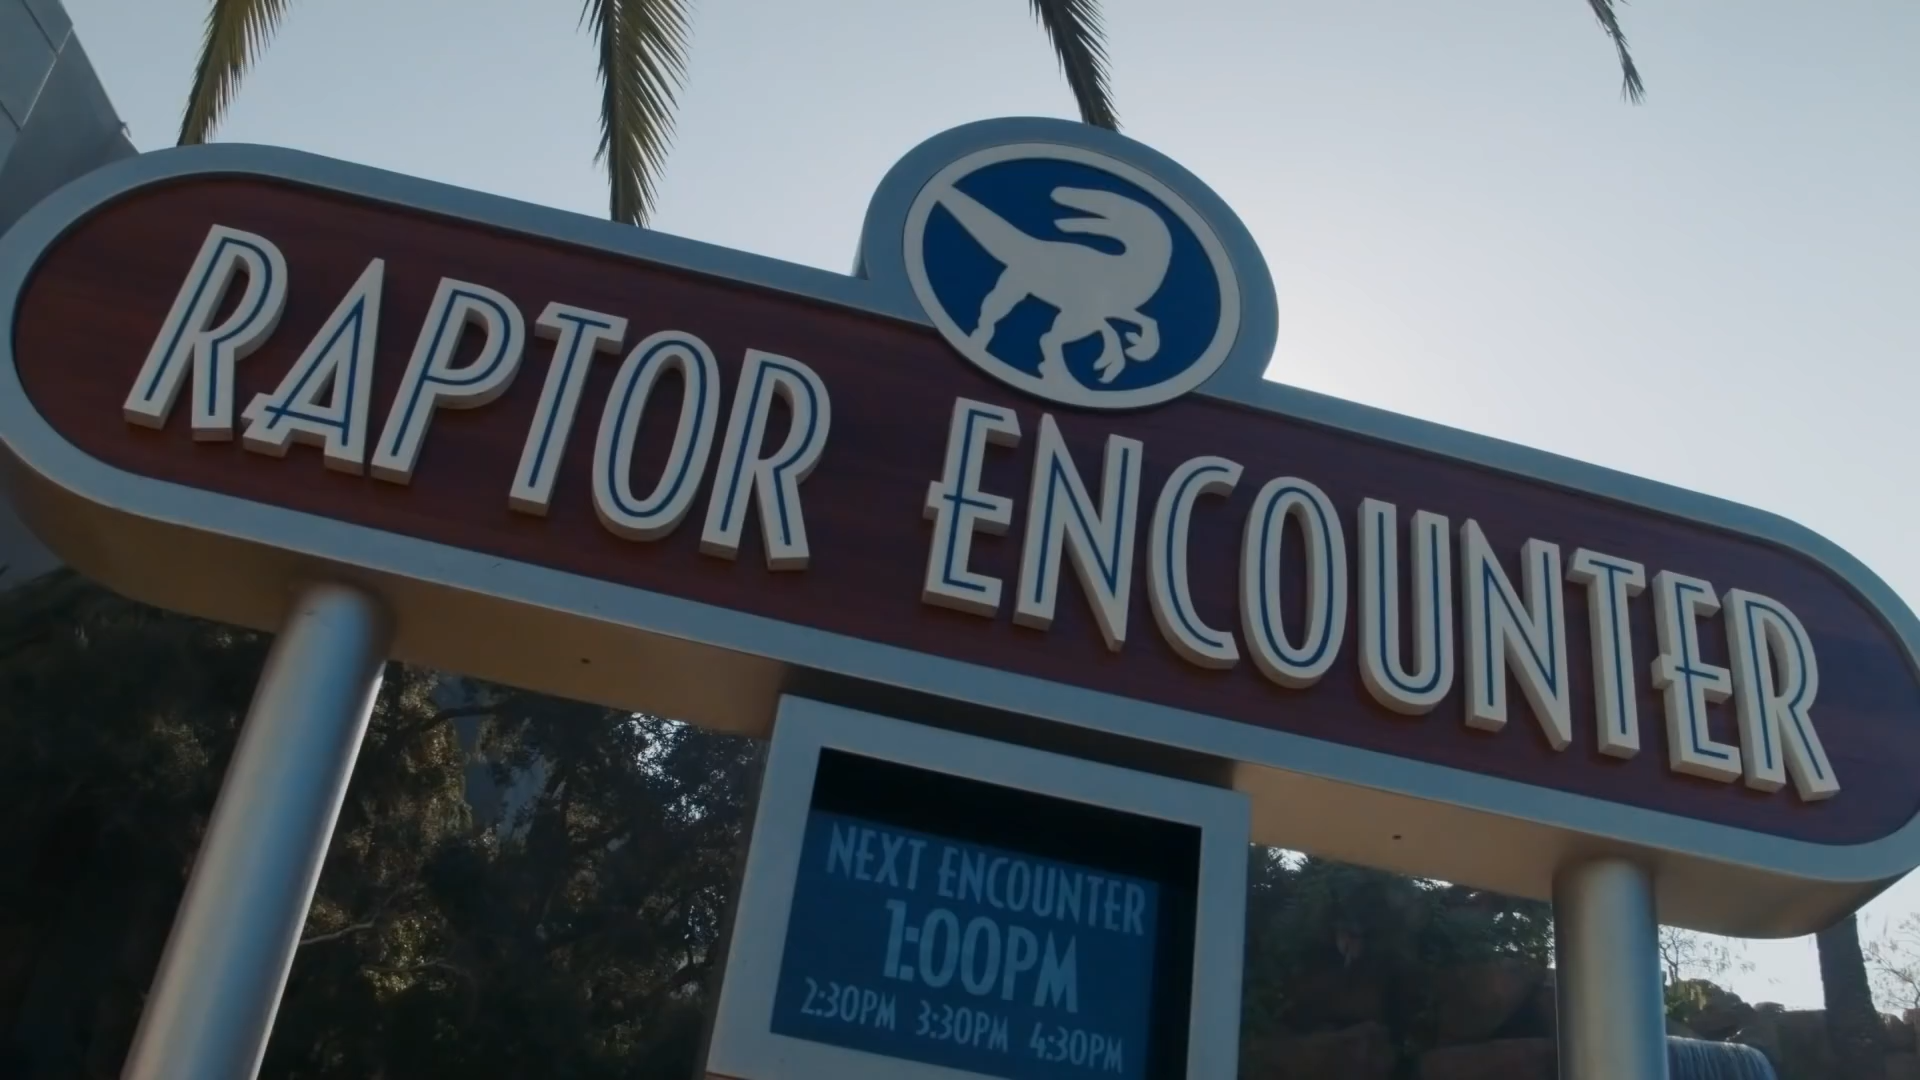 RAPTOR ENCOUNTER
NEXT ENCOUNTER
1:00PM
2:30PM 3:30PM 4:30PM